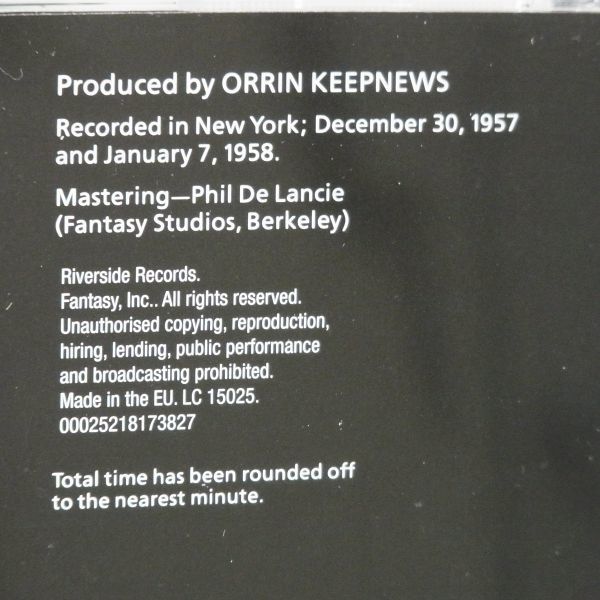 Produced by ORRIN KEEPNEWS
Recorded in New York; December 30, 1957
and January 7, 1958.
Mastering—Phil De Lancie
(Fantasy Studios, Berkeley)
Riverside Records.
Fantasy, Inc.. All rights reserved.
Unauthorised copying, reproduction,
hiring, lending, public performance
and broadcasting prohibited.
Made in the EU. LC 15025.
00025218173827
Total time has been rounded off
to the nearest minute.